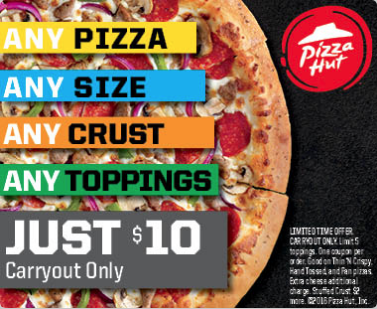 ANY PIZZA
ANY SIZE
ANY CRUST
ANY TOPPINGS
JUST $10
Carryout Only
Pizza
Hut
LIMITED TIME OFFER.
CARRYOUT ONLY. Limit 5
toppings. One coupon per
order. Good on Thin 'N Crispy,
Hand Tossed, and Pan pizzas.
Extra cheese additional
charge. Stuffed Crust $2
more. ©2016 Pizza Hut, Inc.